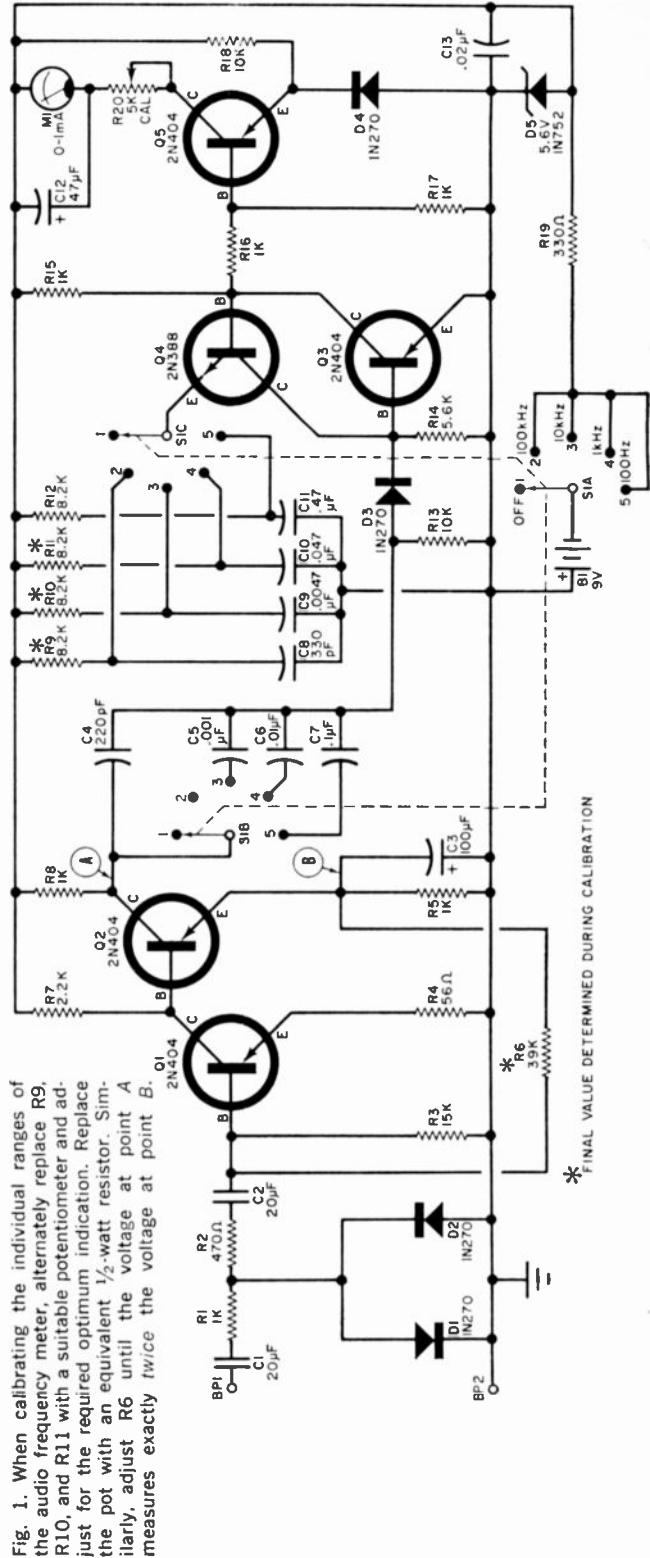 Fig. 1. When calibrating the individual ranges of
the audio frequency meter, alternately replace R9,
R10, and R11 with a suitable potentiometer and ad-
just for the required optimum indication. Replace
the pot with an equivalent ½-watt resistor. Sim-
ilarly, adjust R6 until the voltage at point A
measures exactly twice the voltage at point B.
BP1
C1
20µF
R1
1K
R2
470Ω
C2
20µF
D1
1N270
D2
1N270
BP2
R3
15K
Q1
2N404
B
C
E
R4
56Ω
R7
2.2K
Q2
2N404
B
C
E
R8
1K
A
B
R5
1K
C3
100µF
+
*
R6
39K
* FINAL VALUE DETERMINED DURING CALIBRATION
C4
220pF
1
2
3
4
5
S1B
C5
.001
µF
C6
.01µF
C7
.1µF
*
R9
8.2K
*
R10
8.2K
*
R11
8.2K
R12
8.2K
C8
330
pF
C9
.0047
µF
C10
.047
µF
C11
.47
µF
1
2
3
4
5
S1C
D3
1N270
R13
10K
R14
5.6K
Q4
2N388
E
B
C
Q3
2N404
B
C
E
R15
1K
R16
1K
R17
1K
+
C12
47µF
M1
0-1mA
R20
5K
CAL
Q5
2N404
B
C
E
R18
10K
D4
1N270
C13
.02µF
D5
5.6V
1N752
R19
330Ω
OFF
1
100kHz
2
10kHz
3
1kHz
4
100Hz
5
S1A
+
B1
9V